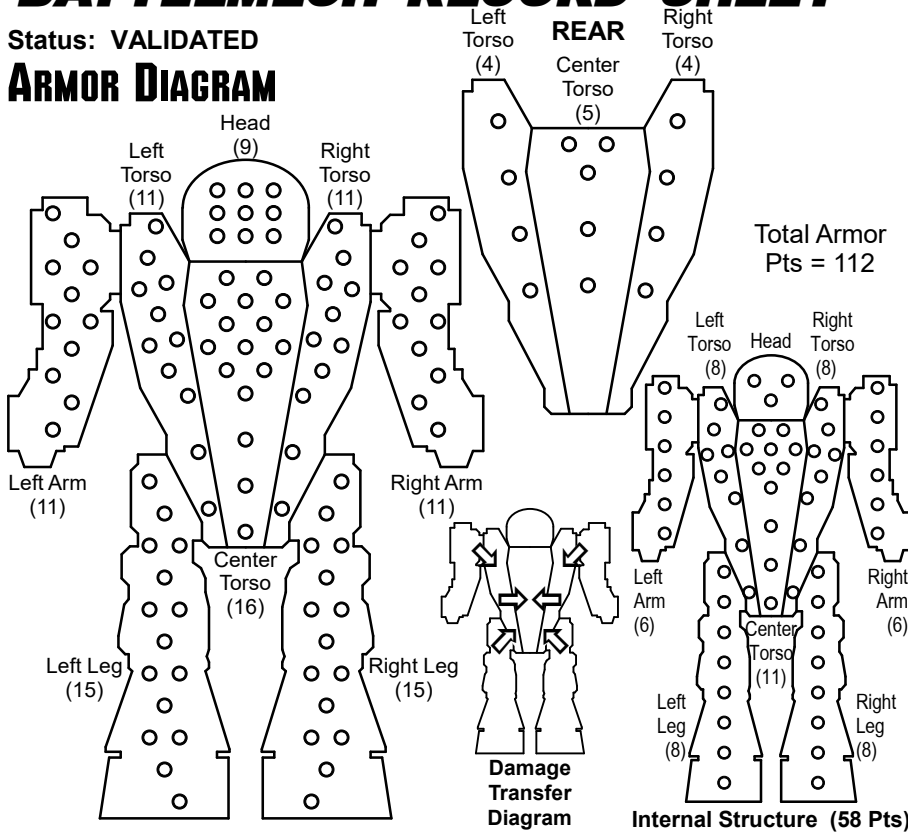 BATTLEMECH RECORD SHEET
Status: VALIDATED
ARMOR DIAGRAM
Head
(9)
Left
Torso
(11)
Right
Torso
(11)
Left Arm
(11)
Right Arm
(11)
Center
Torso
(16)
Left Leg
(15)
Right Leg
(15)
Left
Torso
(4)
REAR
Right
Torso
(4)
Center
Torso
(5)
Total Armor
Pts = 112
Left
Torso
(8)
Head
Right
Torso
(8)
Left
Arm
(6)
Right
Arm
(6)
Center
Torso
(11)
Left
Leg
(8)
Right
Leg
(8)
Damage
Transfer
Diagram
Internal Structure (58 Pts)